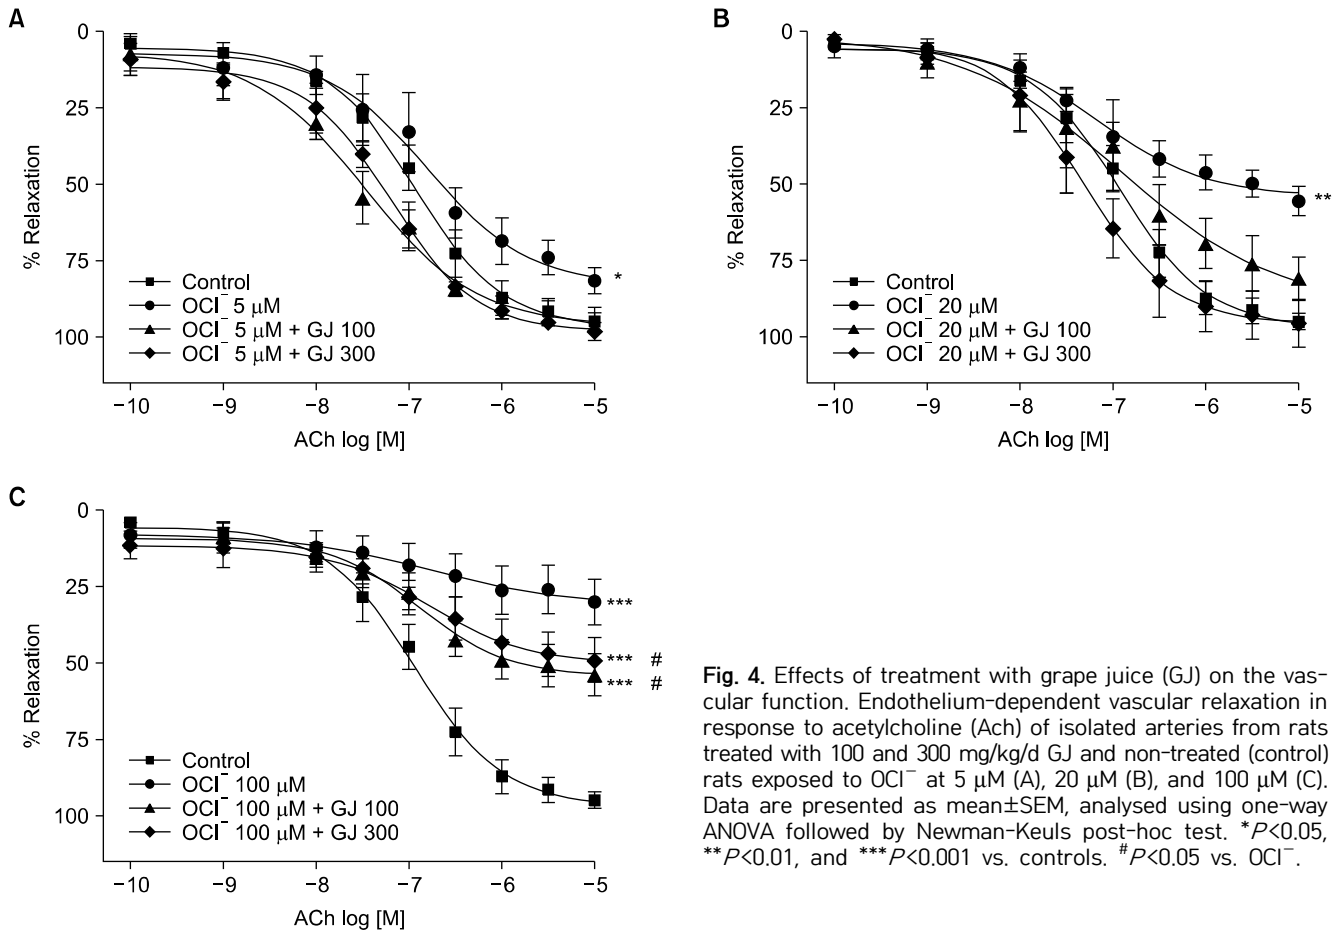 A
0
25
50
75
100
% Relaxation
Control
OCl⁻ 5 μM
OCl⁻ 5 μM + GJ 100
OCl⁻ 5 μM + GJ 300
*
−10 −9 −8 −7 −6 −5
ACh log [M]
B
0
25
50
75
100
% Relaxation
Control
OCl⁻ 20 μM
OCl⁻ 20 μM + GJ 100
OCl⁻ 20 μM + GJ 300
**
−10 −9 −8 −7 −6 −5
ACh log [M]
C
0
25
50
75
100
% Relaxation
Control
OCl⁻ 100 μM
OCl⁻ 100 μM + GJ 100
OCl⁻ 100 μM + GJ 300
***
*** #
*** #
−10 −9 −8 −7 −6 −5
ACh log [M]
Fig. 4. Effects of treatment with grape juice (GJ) on the vas-
cular function. Endothelium-dependent vascular relaxation in
response to acetylcholine (Ach) of isolated arteries from rats
treated with 100 and 300 mg/kg/d GJ and non-treated (control)
rats exposed to OCl⁻ at 5 μM (A), 20 μM (B), and 100 μM (C).
Data are presented as mean±SEM, analysed using one-way
ANOVA followed by Newman-Keuls post-hoc test. *P<0.05,
**P<0.01, and ***P<0.001 vs. controls. #P<0.05 vs. OCl⁻.